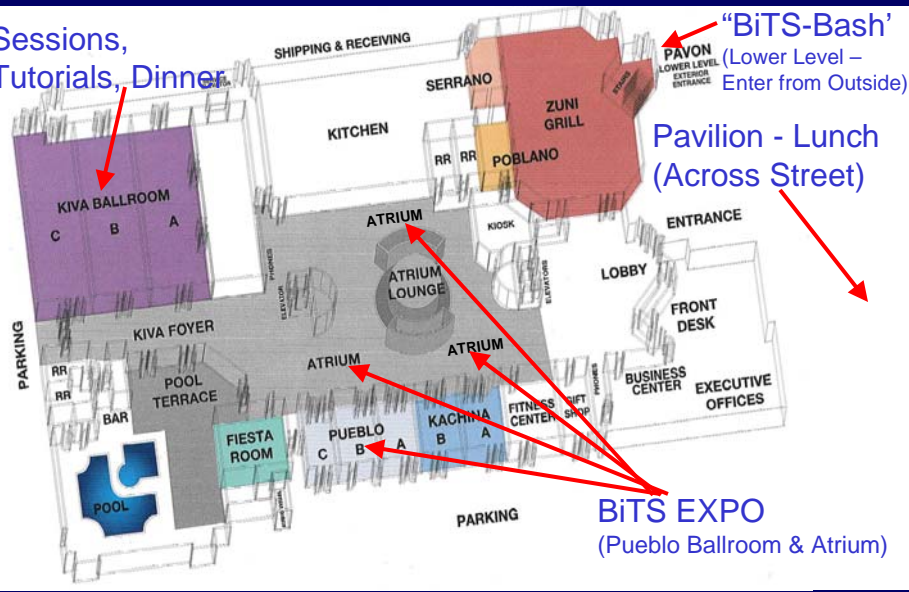 Sessions,
Tutorials, Dinner
SHIPPING & RECEIVING
"BiTS-Bash'
(Lower Level –
Enter from Outside)
PAVON
LOWER LEVEL
EXTERIOR
ENTRANCE
STAIRS
SERRANO
ZUNI
GRILL
KITCHEN
RR
RR
POBLANO
Pavilion - Lunch
(Across Street)
KIVA BALLROOM
C
B
A
ATRIUM
KIOSK
ENTRANCE
PHONES
ELEVATOR
ATRIUM
LOUNGE
ELEVATORS
LOBBY
FRONT
DESK
PARKING
KIVA FOYER
ATRIUM
ATRIUM
RR
RR
BAR
POOL
TERRACE
PHONES
BUSINESS
CENTER
EXECUTIVE
OFFICES
FIESTA
ROOM
PUEBLO
C
B
A
KACHINA
B
A
FITNESS
CENTER
GIFT
SHOP
POOL
PARKING
BiTS EXPO
(Pueblo Ballroom & Atrium)